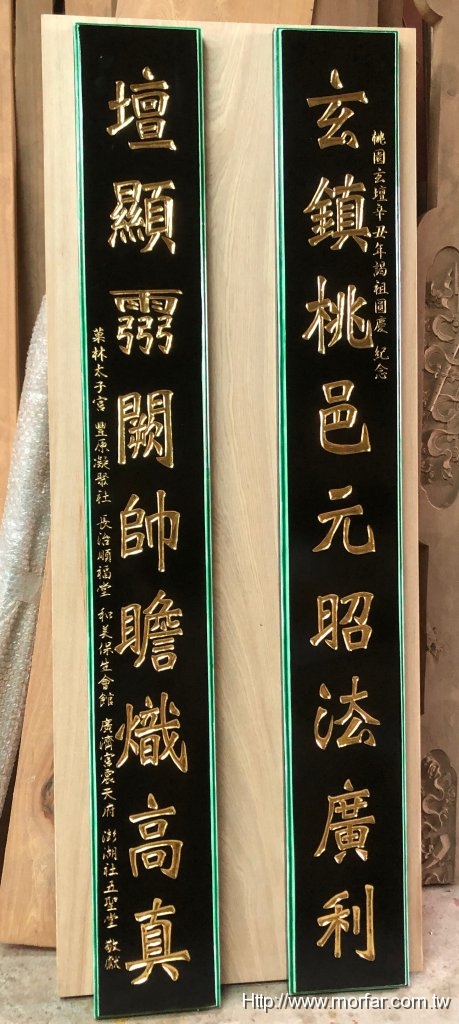 玄鎮桃邑元昭法廣利
桃園玄壇辛丑年謁祖同慶 紀念
壇顯霛闕帥瞻熾高真
菓林太子宮 豐原凝聚社 長治順福堂 和美保生會館 廣濟宮震天府 澎湖社五聖堂 敬獻
Http://www.morfar.com.tw